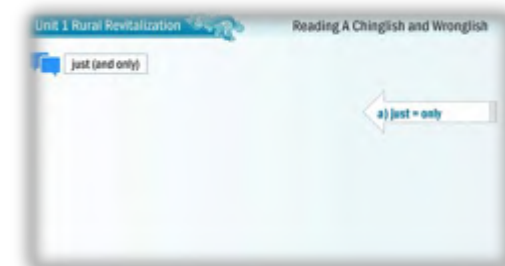 Unit 1 Rural Revitalization
Reading A Chinglish and Wronglish
just (and only)
a) just = only